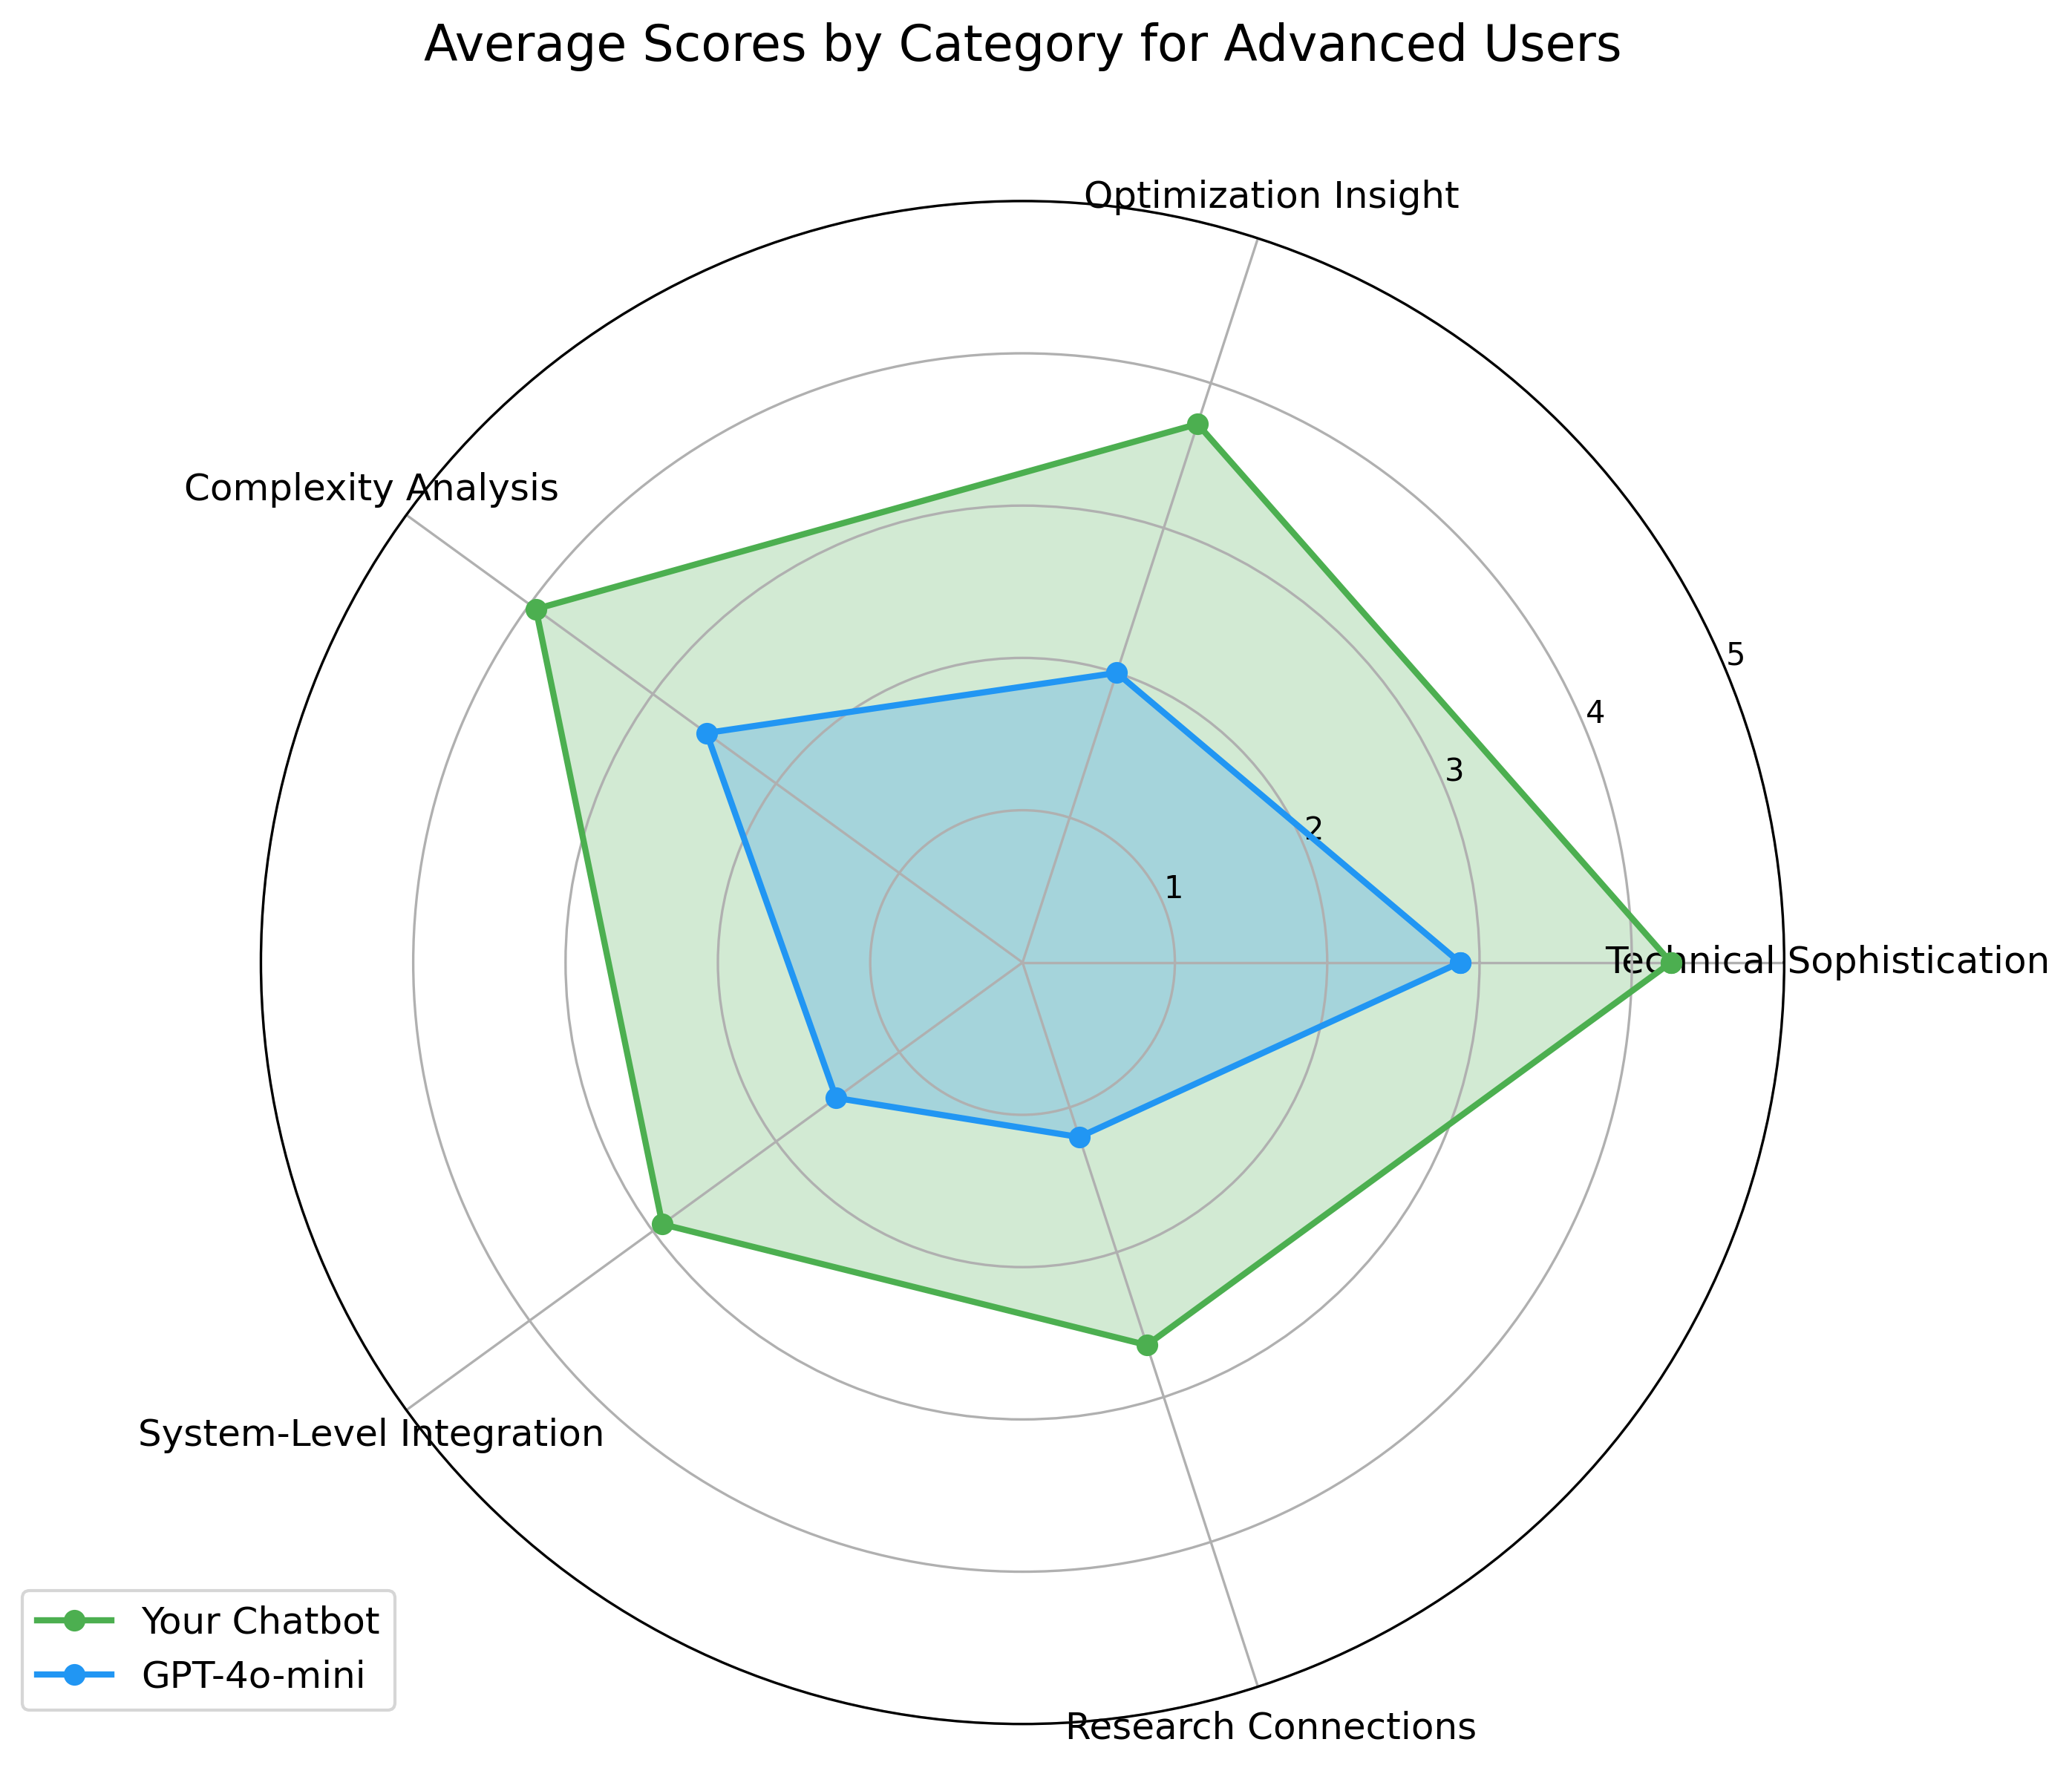 Average Scores by Category for Advanced Users
Optimization Insight
Complexity Analysis
5
4
3
2
1
Technical Sophistication
System-Level Integration
Research Connections
Your Chatbot
GPT-4o-mini